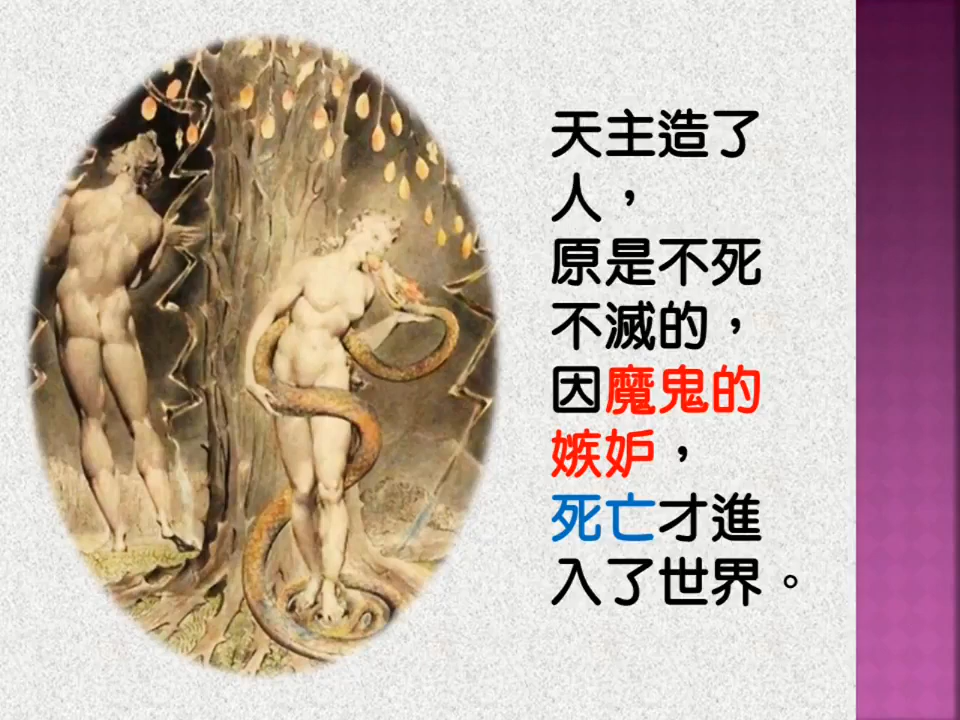 天主造了
人，
原是不死
不滅的，
因魔鬼的
嫉妒，
死亡才進
入了世界。